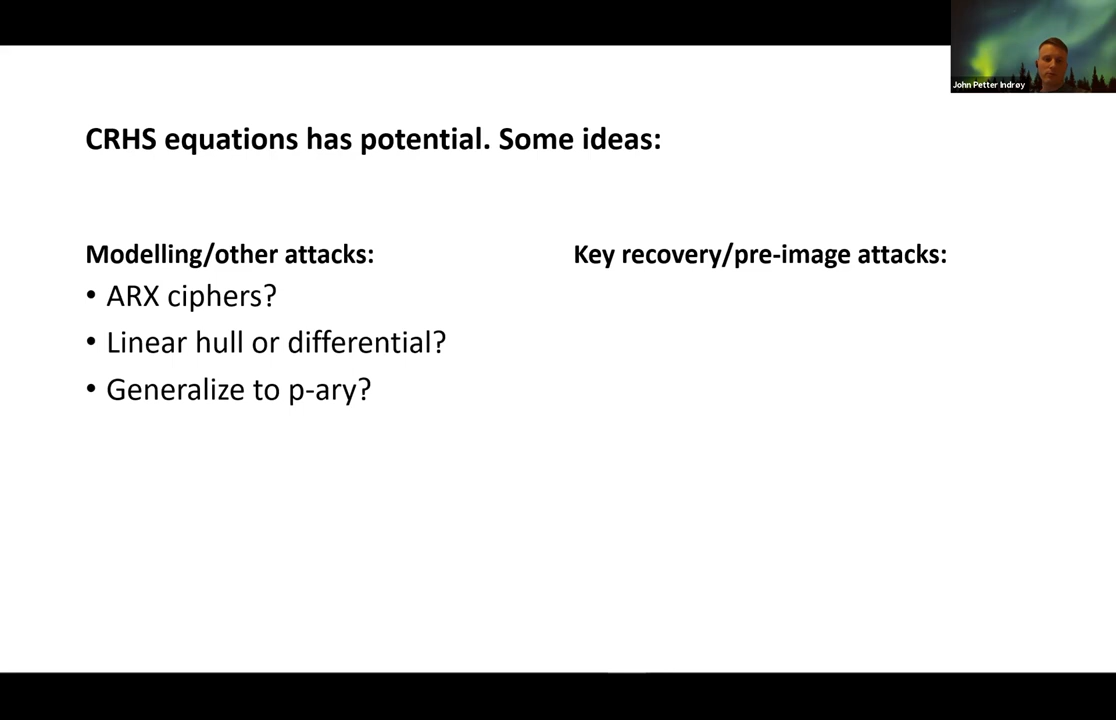 John Petter Indrøy
CRHS equations has potential. Some ideas:
Modelling/other attacks:
• ARX ciphers?
• Linear hull or differential?
• Generalize to p-ary?
Key recovery/pre-image attacks: